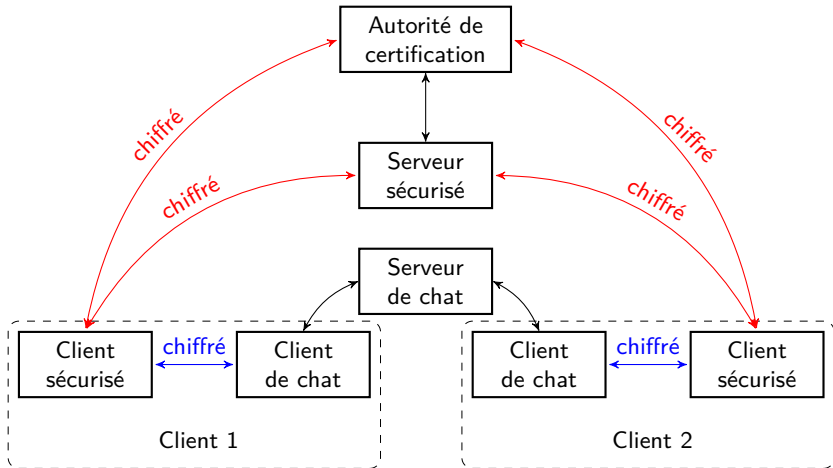 Autorité de
certification
chiffré
chiffré
Serveur
sécurisé
chiffré
chiffré
Serveur
de chat
Client
sécurisé
chiffré
Client
de chat
Client
de chat
chiffré
Client
sécurisé
Client 1
Client 2